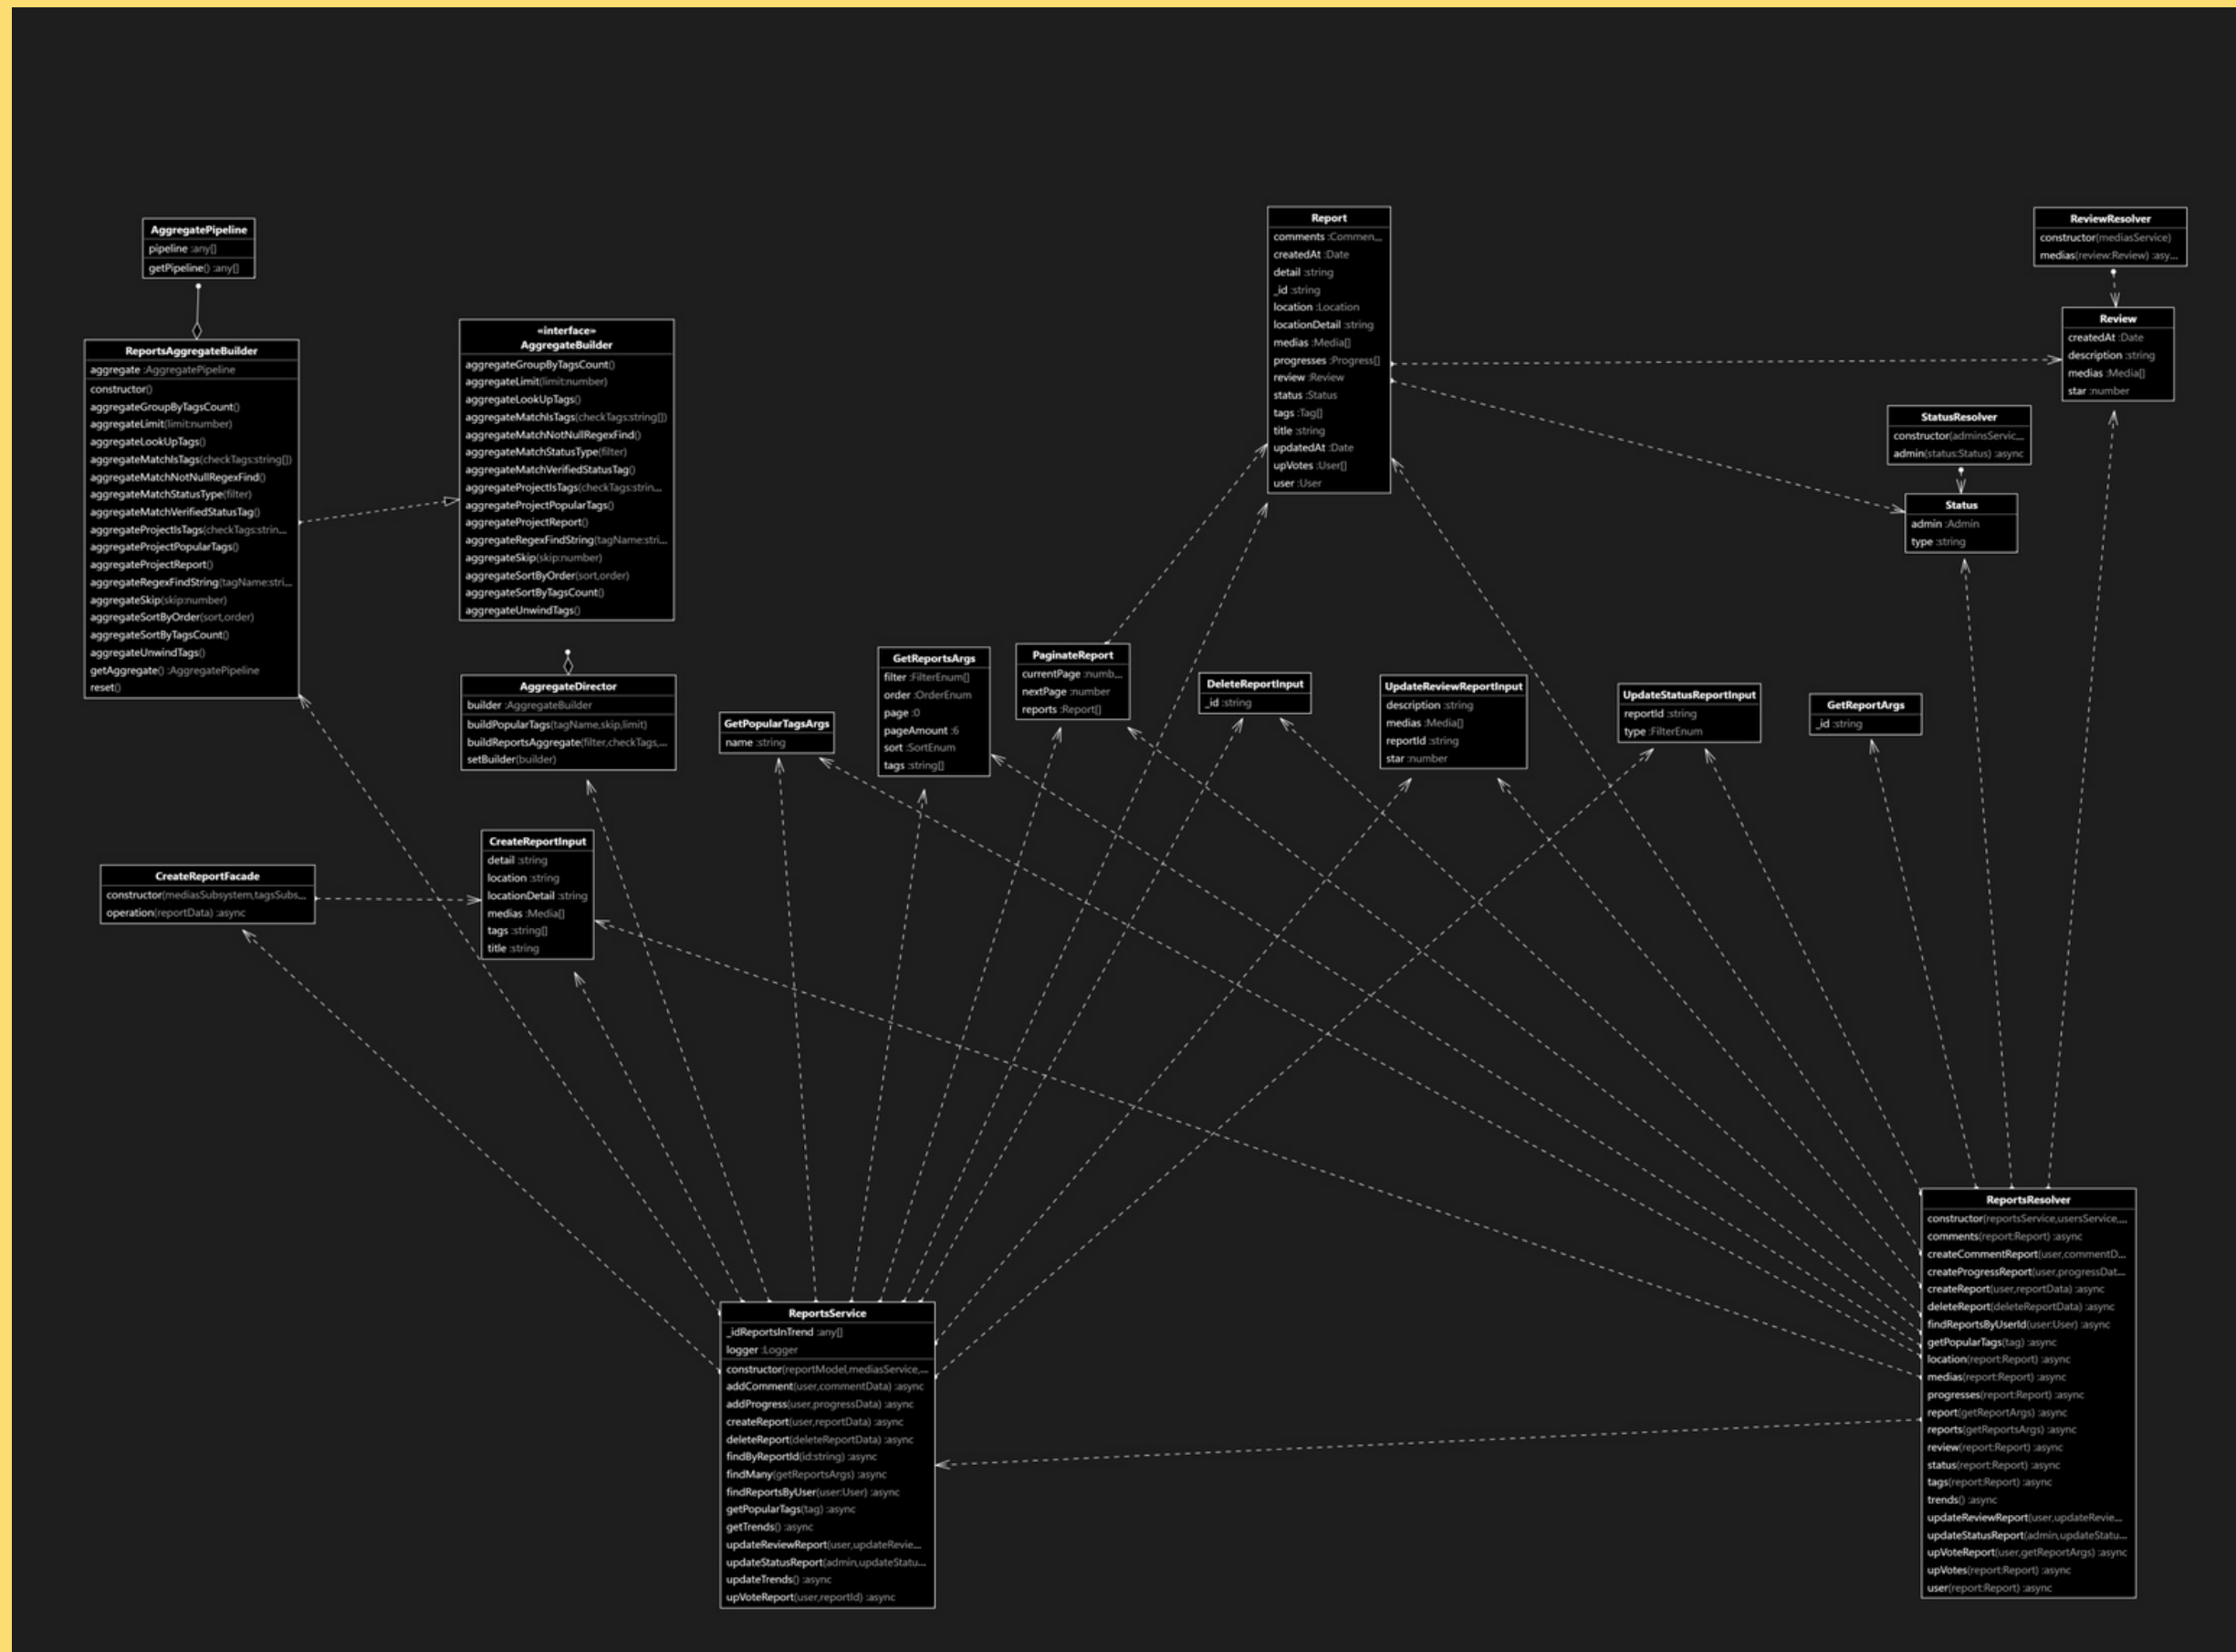 AggregatePipeline
pipeline :any[]
getPipeline() :any[]
ReportsAggregateBuilder
aggregate :AggregatePipeline
constructor()
aggregateGroupByTagsCount()
aggregateLimit(limit:number)
aggregateLookUpTags()
aggregateMatchIsTags(checkTags:string[])
aggregateMatchNotNullRegexFind()
aggregateMatchStatusType(filter)
aggregateMatchVerifiedStatusTag()
aggregateProjectIsTags(checkTags:strin...
aggregateProjectPopularTags()
aggregateProjectReport()
aggregateRegexFindString(tagName:stri...
aggregateSkip(skip:number)
aggregateSortByOrder(sort,order)
aggregateSortByTagsCount()
aggregateUnwindTags()
getAggregate() :AggregatePipeline
reset()
«interface»
AggregateBuilder
aggregateGroupByTagsCount()
aggregateLimit(limit:number)
aggregateLookUpTags()
aggregateMatchIsTags(checkTags:string[])
aggregateMatchNotNullRegexFind()
aggregateMatchStatusType(filter)
aggregateMatchVerifiedStatusTag()
aggregateProjectIsTags(checkTags:strin...
aggregateProjectPopularTags()
aggregateProjectReport()
aggregateRegexFindString(tagName:stri...
aggregateSkip(skip:number)
aggregateSortByOrder(sort,order)
aggregateSortByTagsCount()
aggregateUnwindTags()
AggregateDirector
builder :AggregateBuilder
buildPopularTags(tagName,skip,limit)
buildReportsAggregate(filter,checkTags,...
setBuilder(builder)
Report
comments :Commen...
createdAt :Date
detail :string
_id :string
location :Location
locationDetail :string
medias :Media[]
progresses :Progress[]
review :Review
status :Status
tags :Tag[]
title :string
updatedAt :Date
upVotes :User[]
user :User
ReviewResolver
constructor(mediasService)
medias(review:Review) :asy...
Review
createdAt :Date
description :string
medias :Media[]
star :number
StatusResolver
constructor(adminsServic...
admin(status:Status) :async
Status
admin :Admin
type :string
GetPopularTagsArgs
name :string
GetReportsArgs
filter :FilterEnum[]
order :OrderEnum
page :0
pageAmount :6
sort :SortEnum
tags :string[]
PaginateReport
currentPage :numb...
nextPage :number
reports :Report[]
DeleteReportInput
_id :string
UpdateReviewReportInput
description :string
medias :Media[]
reportId :string
star :number
UpdateStatusReportInput
reportId :string
type :FilterEnum
GetReportArgs
_id :string
CreateReportFacade
constructor(mediasSubsystem,tagsSubs...
operation(reportData) :async
CreateReportInput
detail :string
location :string
locationDetail :string
medias :Media[]
tags :string[]
title :string
ReportsService
_idReportsInTrend :any[]
logger :Logger
constructor(reportModel,mediasService,...
addComment(user,commentData) :async
addProgress(user,progressData) :async
createReport(user,reportData) :async
deleteReport(deleteReportData) :async
findByReportId(id:string) :async
findMany(getReportsArgs) :async
findReportsByUser(user:User) :async
getPopularTags(tag) :async
getTrends() :async
updateReviewReport(user,updateRevie...
updateStatusReport(admin,updateStatu...
updateTrends() :async
upVoteReport(user,reportId) :async
ReportsResolver
constructor(reportsService,usersService,...
comments(report:Report) :async
createCommentReport(user,commentD...
createProgressReport(user,progressDat...
createReport(user,reportData) :async
deleteReport(deleteReportData) :async
findReportsByUserId(user:User) :async
getPopularTags(tag) :async
location(report:Report) :async
medias(report:Report) :async
progresses(report:Report) :async
report(getReportArgs) :async
reports(getReportsArgs) :async
review(report:Report) :async
status(report:Report) :async
tags(report:Report) :async
trends() :async
updateReviewReport(user,updateRevie...
updateStatusReport(admin,updateStatu...
upVoteReport(user,getReportArgs) :async
upVotes(report:Report) :async
user(report:Report) :async